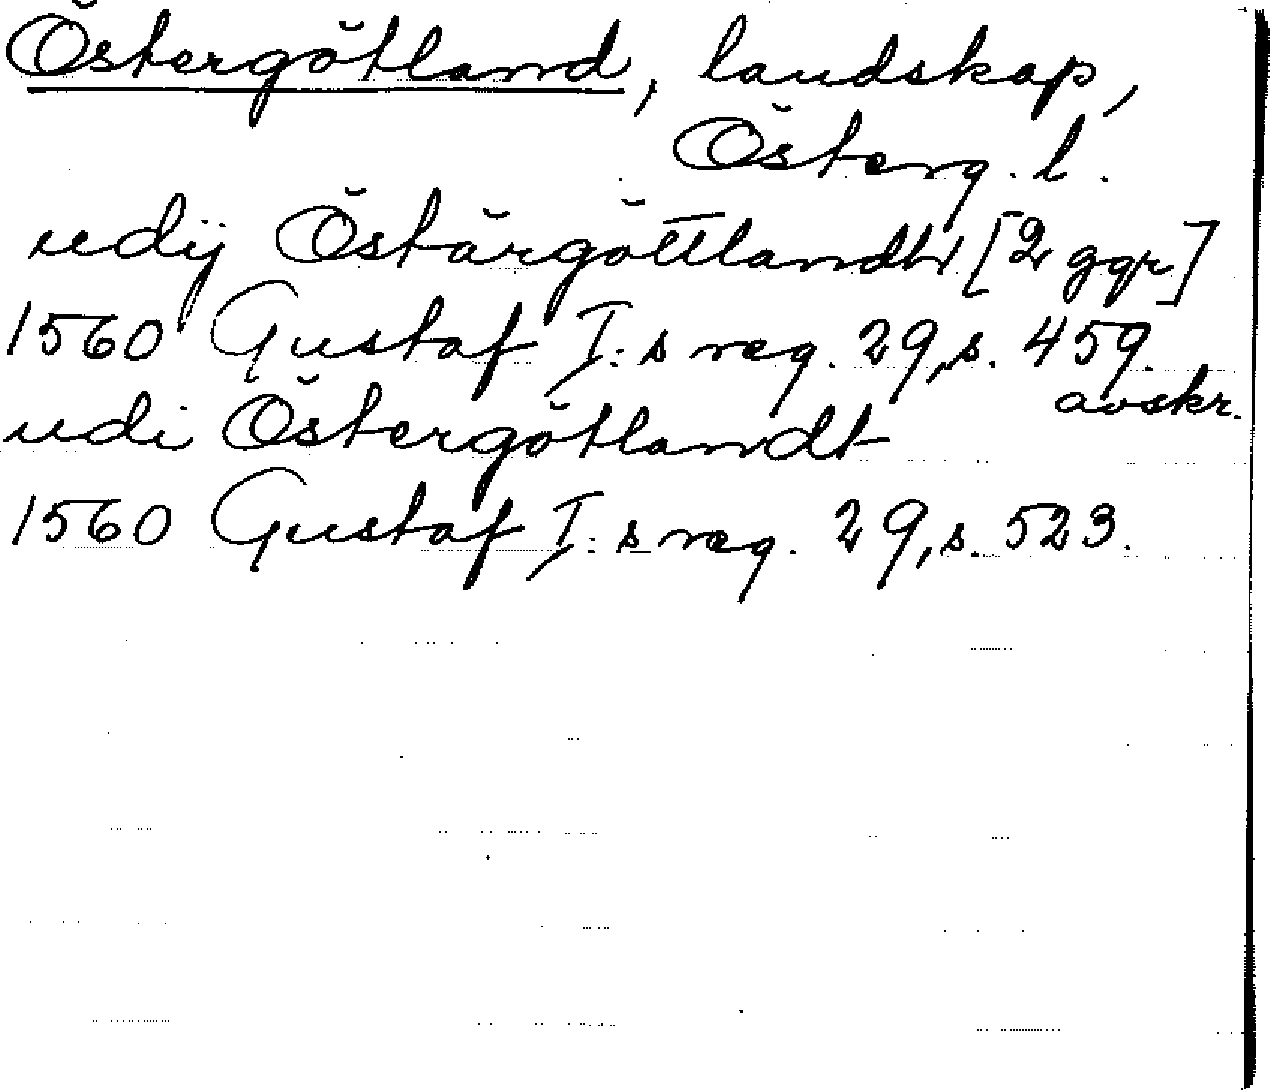 Östergötland, landskap,
Österg. l.
udij Östärgöttlandt [2 ggr]
1560 Gustaf I:s reg. 29, s. 459.
avskr.
udi Östergötlandt
1560 Gustaf I:s reg. 29, s. 523.